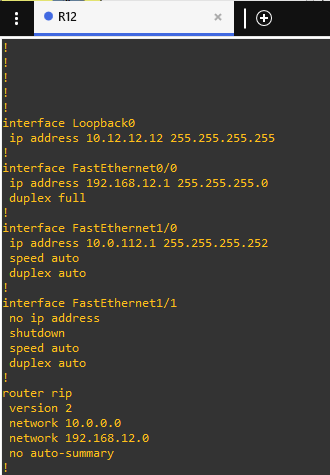 R12
!
!
!
!
!
interface Loopback0
 ip address 10.12.12.12 255.255.255.255
!
interface FastEthernet0/0
 ip address 192.168.12.1 255.255.255.0
 duplex full
!
interface FastEthernet1/0
 ip address 10.0.112.1 255.255.255.252
 speed auto
 duplex auto
!
interface FastEthernet1/1
 no ip address
 shutdown
 speed auto
 duplex auto
!
router rip
 version 2
 network 10.0.0.0
 network 192.168.12.0
 no auto-summary
!